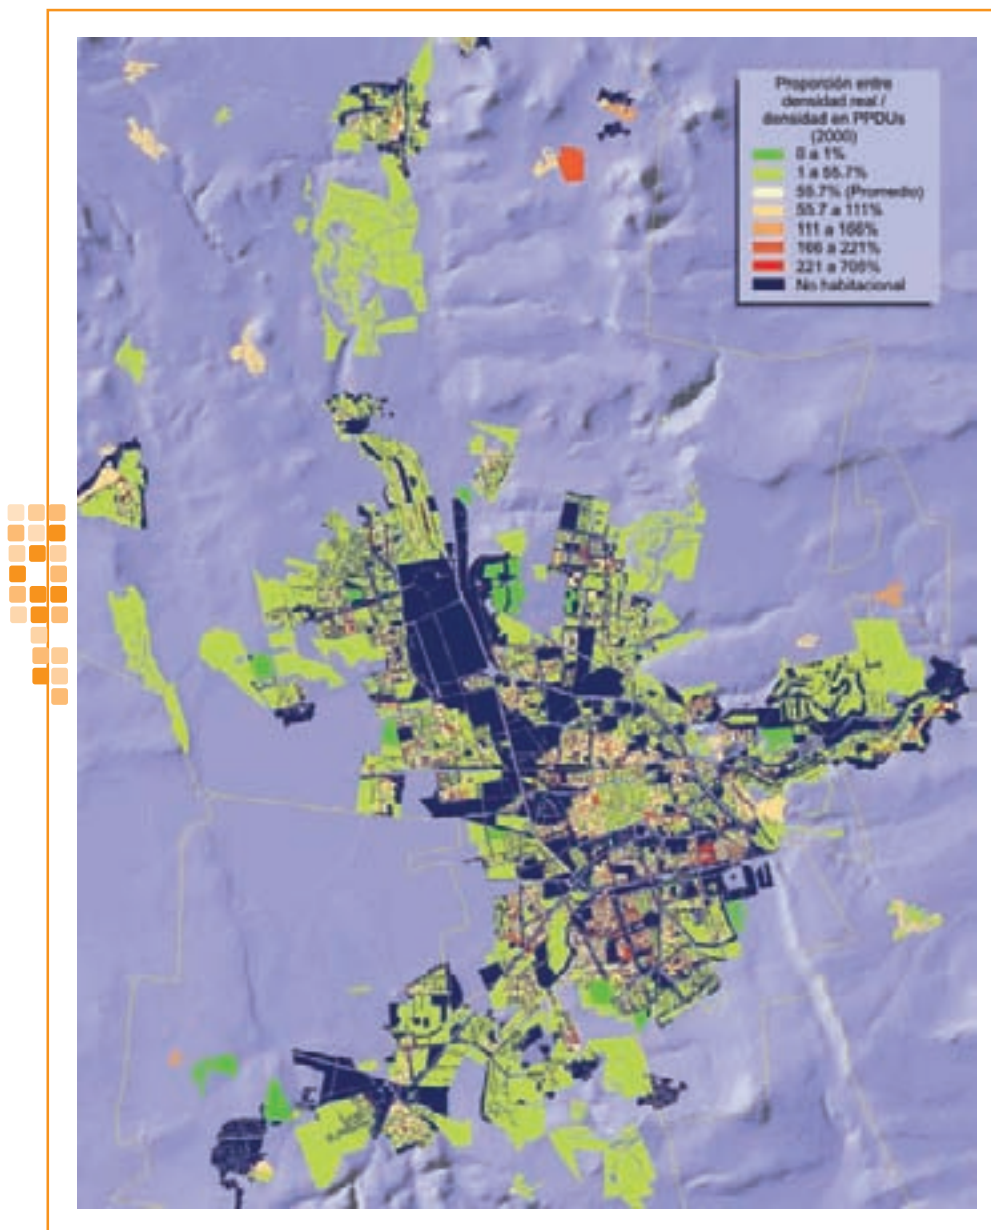 Proporción entre
densidad real /
densidad en PPDUs
(2000)
0 a 1%
1 a 55.7%
55.7% (Promedio)
55.7 a 111%
111 a 166%
166 a 221%
221 a 708%
No habitacional